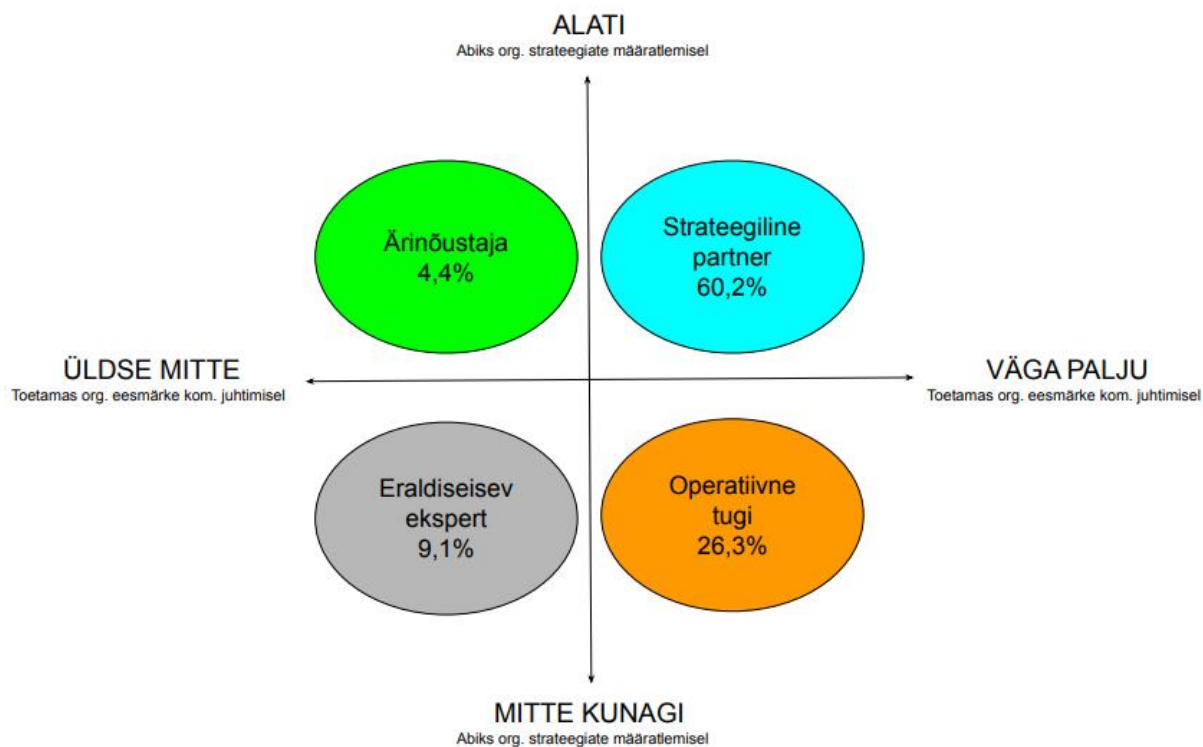 ALATI
Abiks org. strateegiate määratlemisel
Ärinõustaja
4,4%
Strateegiline
partner
60,2%
ÜLDSE MITTE
Toetamas org. eesmärke kom. juhtimisel
VÄGA PALJU
Toetamas org. eesmärke kom. juhtimisel
Eraldiseisev
ekspert
9,1%
Operatiivne
tugi
26,3%
MITTE KUNAGI
Abiks org. strateegiate määratlemisel